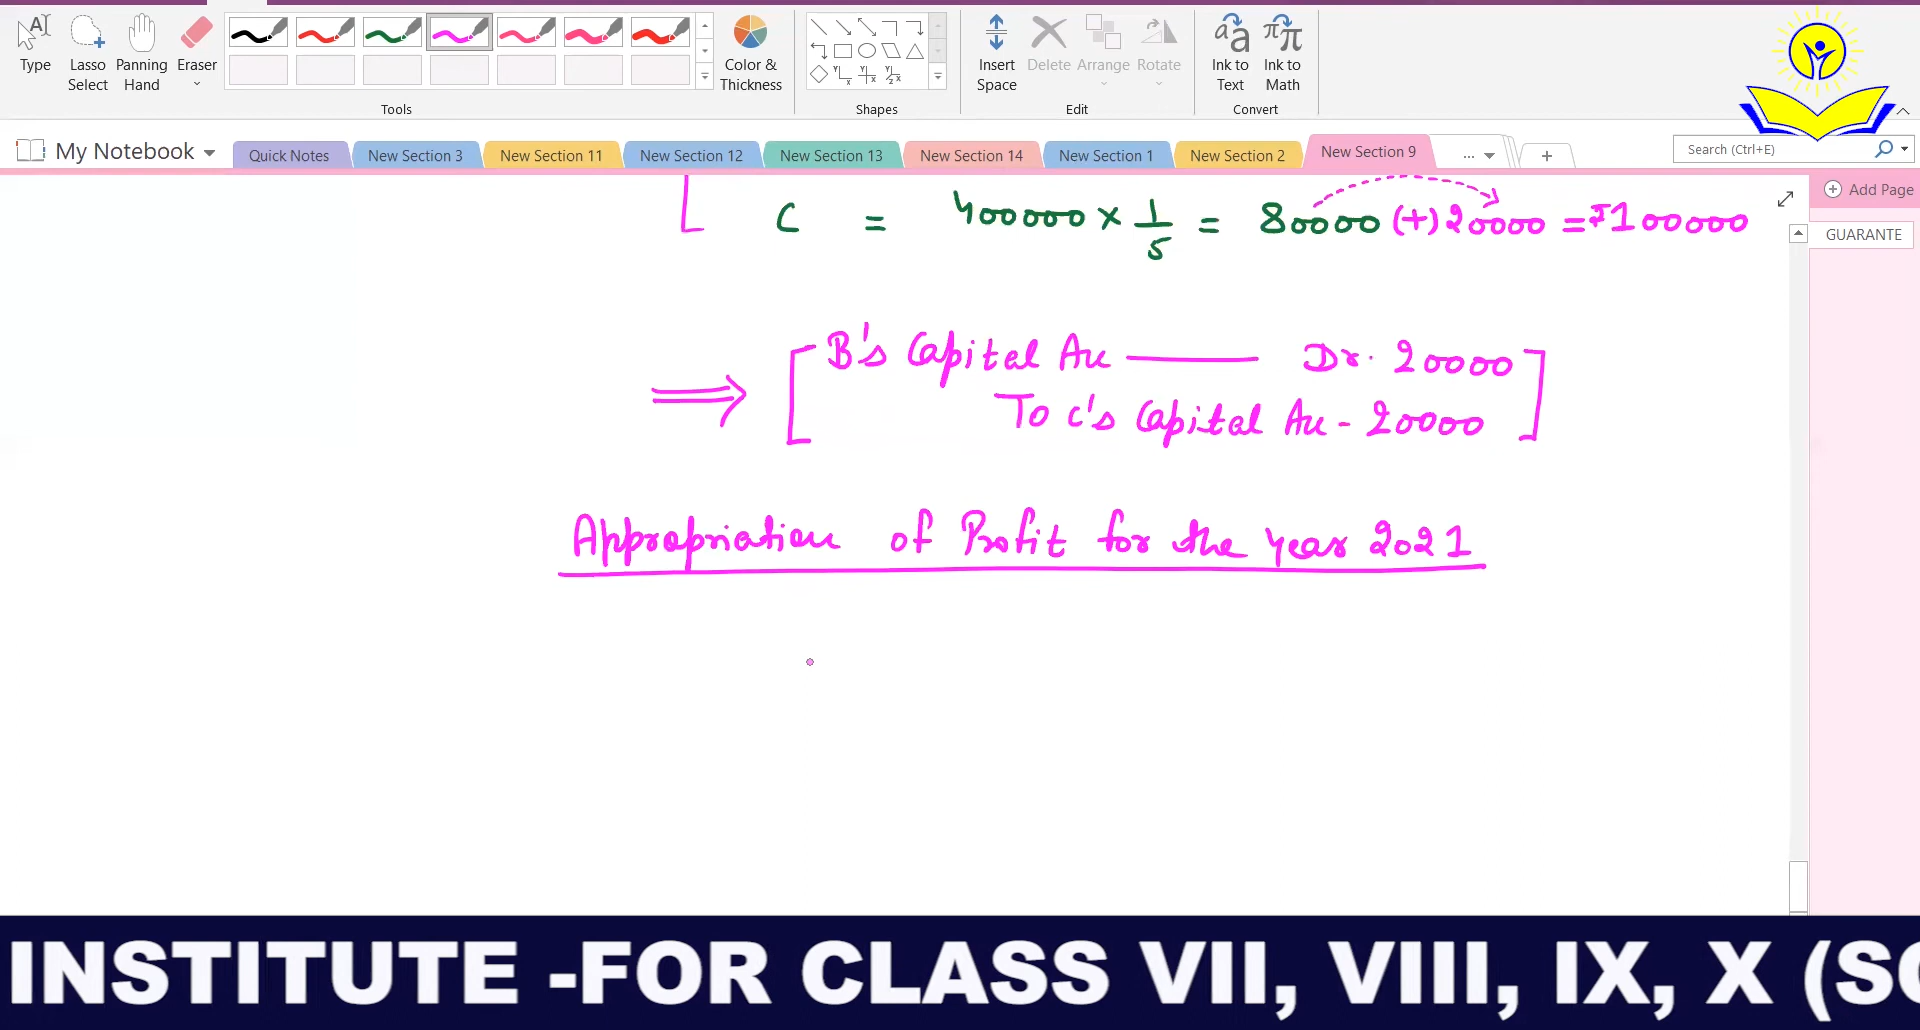 Type
Lasso Select
Panning Hand
Eraser
Color & Thickness
Insert Space
Delete
Arrange
Rotate
Ink to Text
Ink to Math
Tools
Shapes
Edit
Convert
My Notebook
Quick Notes
New Section 3
New Section 11
New Section 12
New Section 13
New Section 14
New Section 1
New Section 2
New Section 9
...
Search (Ctrl+E)
Add Page
GUARANTE
C = 400000 × 1/5 = 80000 (+) 20000 = ₹100000
B's Capital A/c ——— Dr. 20000
To C's Capital A/c - 20000
Appropriation of Profit for the year 2021
INSTITUTE -FOR CLASS VII, VIII, IX, X (SC